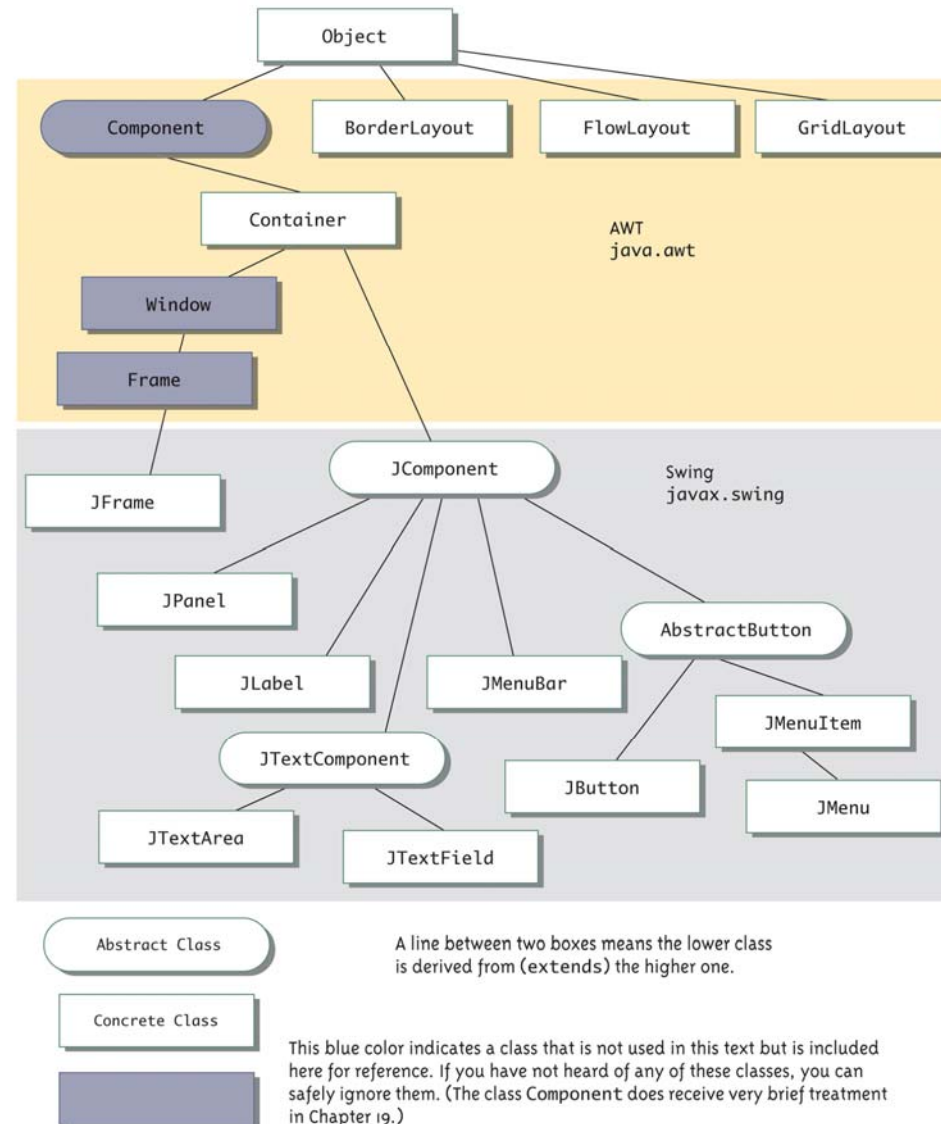 Object
Component
BorderLayout
FlowLayout
GridLayout
Container
AWT
java.awt
Window
Frame
JComponent
Swing
javax.swing
JFrame
JPanel
AbstractButton
JLabel
JMenuBar
JMenuItem
JTextComponent
JButton
JMenu
JTextArea
JTextField
Abstract Class
A line between two boxes means the lower class
is derived from (extends) the higher one.
Concrete Class
This blue color indicates a class that is not used in this text but is included
here for reference. If you have not heard of any of these classes, you can
safely ignore them. (The class Component does receive very brief treatment
in Chapter 19.)